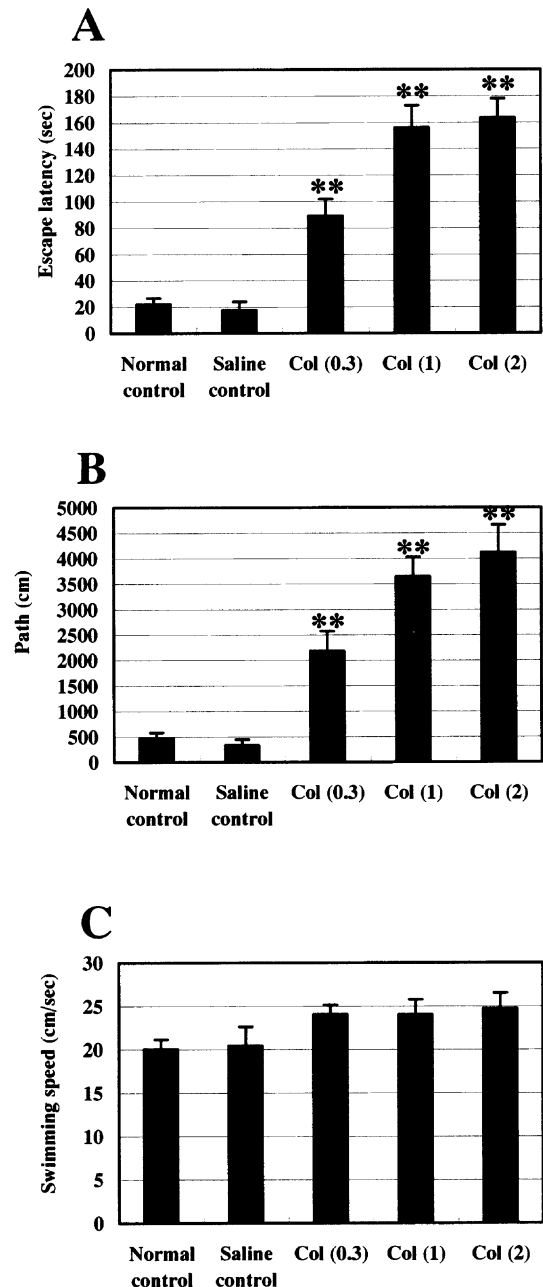 A
Escape latency (sec)
200
180
160
140
120
100
80
60
40
20
0
**
**
**
Normal control
Saline control
Col (0.3)
Col (1)
Col (2)
B
Path (cm)
5000
4500
4000
3500
3000
2500
2000
1500
1000
500
0
**
**
**
Normal control
Saline control
Col (0.3)
Col (1)
Col (2)
C
Swimming speed (cm/sec)
30
25
20
15
10
5
0
Normal control
Saline control
Col (0.3)
Col (1)
Col (2)